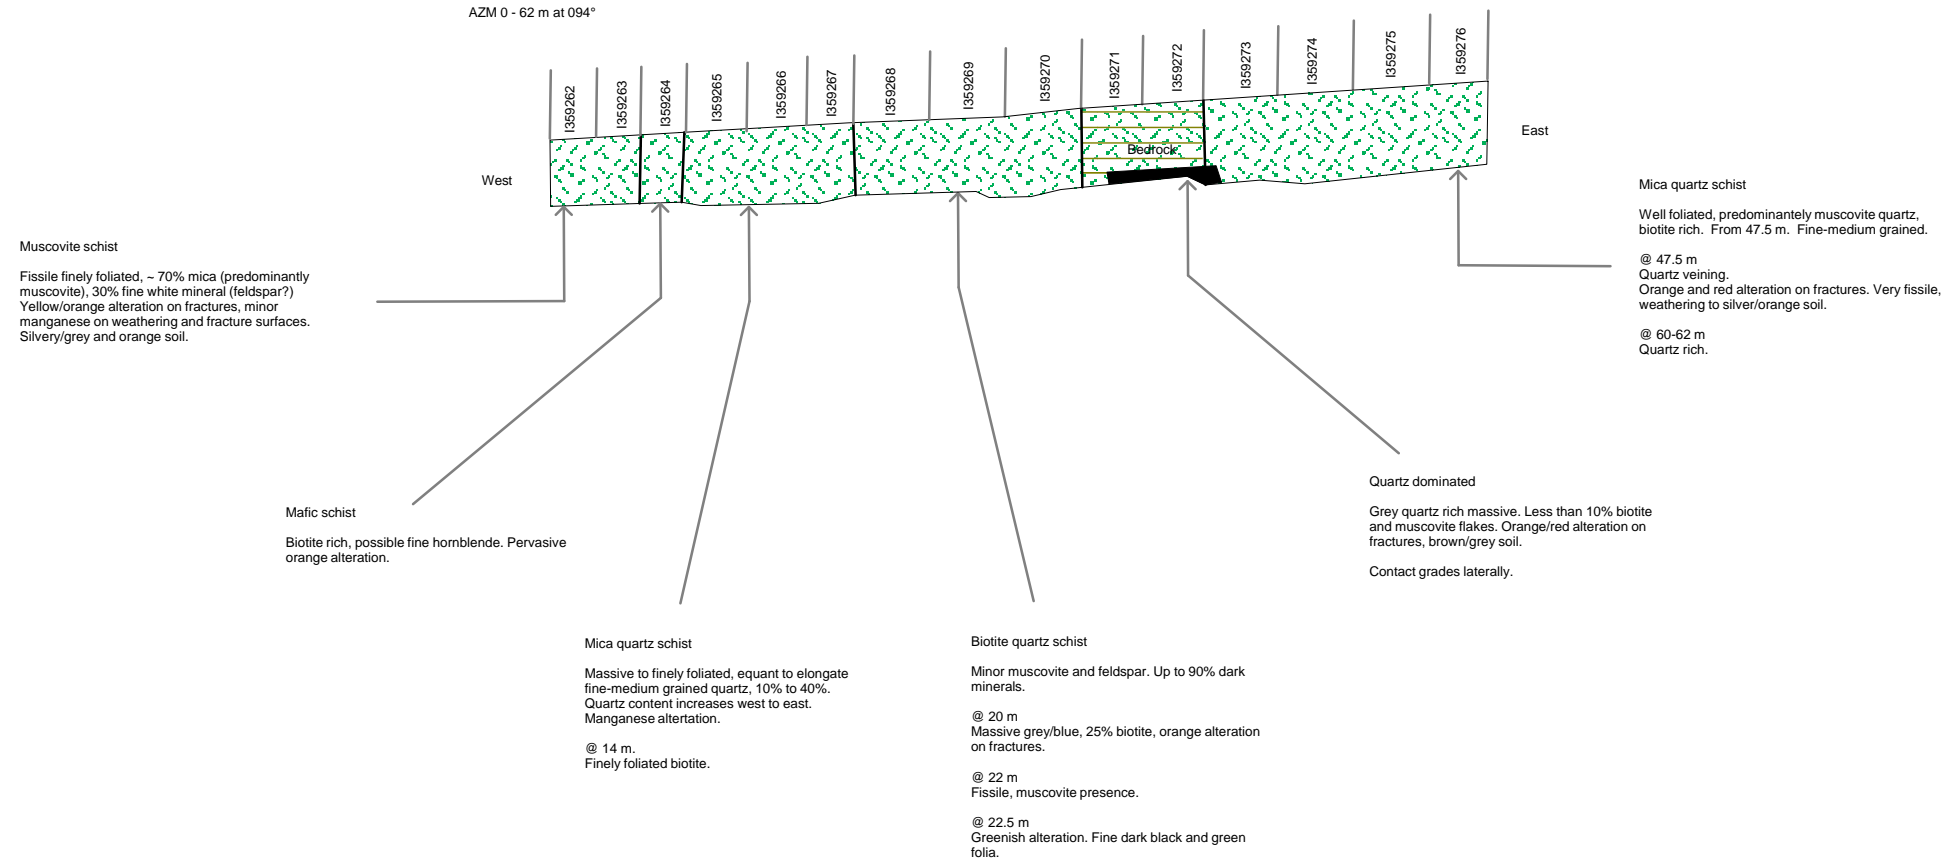 AZM 0 - 62 m at 094°
I359262
I359263
I359264
I359265
I359266
I359267
I359268
I359269
I359270
I359271
I359272
I359273
I359274
I359275
I359276
West
Bedrock
East
Muscovite schist
Fissile finely foliated, ~ 70% mica (predominantly
muscovite), 30% fine white mineral (feldspar?)
Yellow/orange alteration on fractures, minor
manganese on weathering and fracture surfaces.
Silvery/grey and orange soil.
Mafic schist
Biotite rich, possible fine hornblende. Pervasive
orange alteration.
Mica quartz schist
Massive to finely foliated, equant to elongate
fine-medium grained quartz, 10% to 40%.
Quartz content increases west to east.
Manganese altertation.
@ 14 m.
Finely foliated biotite.
Biotite quartz schist
Minor muscovite and feldspar. Up to 90% dark
minerals.
@ 20 m
Massive grey/blue, 25% biotite, orange alteration
on fractures.
@ 22 m
Fissile, muscovite presence.
@ 22.5 m
Greenish alteration. Fine dark black and green
folia.
Quartz dominated
Grey quartz rich massive. Less than 10% biotite
and muscovite flakes. Orange/red alteration on
fractures, brown/grey soil.
Contact grades laterally.
Mica quartz schist
Well foliated, predominantely muscovite quartz,
biotite rich.  From 47.5 m.  Fine-medium grained.
@ 47.5 m
Quartz veining.
Orange and red alteration on fractures. Very fissile,
weathering to silver/orange soil.
@ 60-62 m
Quartz rich.